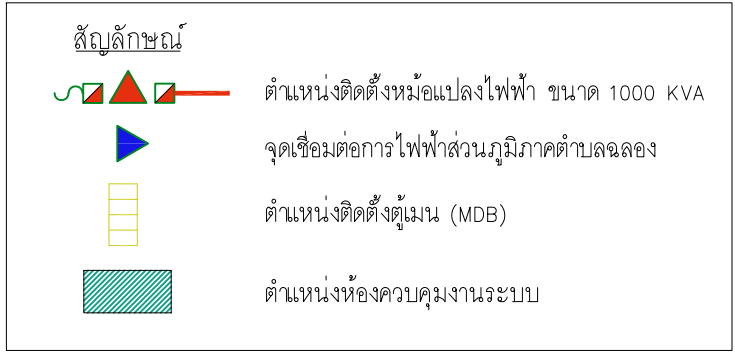 สัญลักษณ์
ตำแหน่งติดตั้งหม้อแปลงไฟฟ้า ขนาด 1000 KVA
จุดเชื่อมต่อการไฟฟ้าส่วนภูมิภาคตำบลฉลอง
ตำแหน่งติดตั้งตู้เมน (MDB)
ตำแหน่งห้องควบคุมงานระบบ